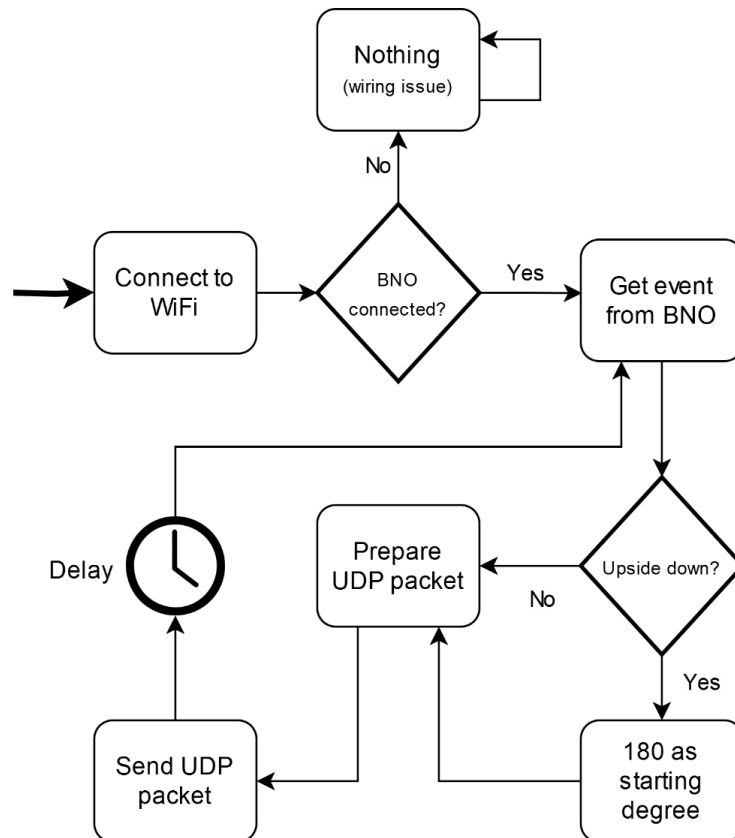 Nothing
(wiring issue)
No
Connect to
WiFi
BNO
connected?
Yes
Get event
from BNO
Delay
Prepare
UDP packet
No
Upside down?
Yes
Send UDP
packet
180 as
starting
degree